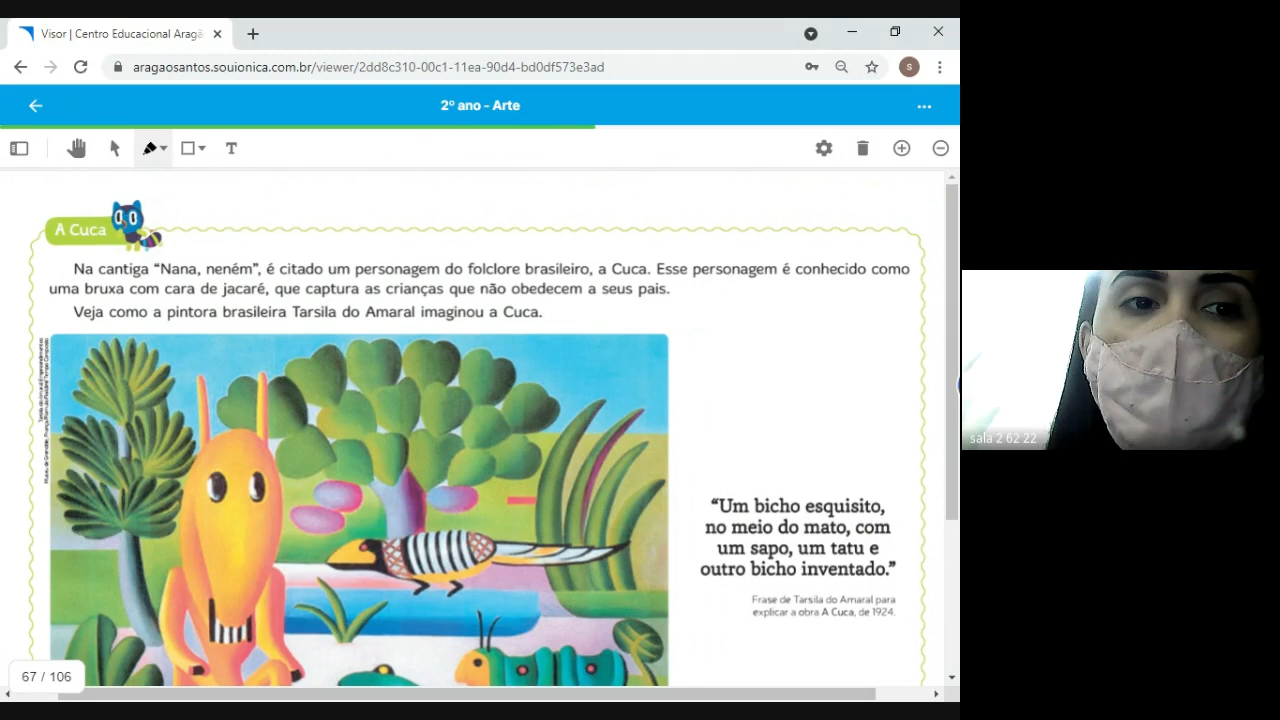 Visor | Centro Educacional Aragã
aragaosantos.souionica.com.br/viewer/2dd8c310-00c1-11ea-90d4-bd0df573e3ad
s
2º ano - Arte
T
A Cuca
Na cantiga “Nana, neném”, é citado um personagem do folclore brasileiro, a Cuca. Esse personagem é conhecido como
uma bruxa com cara de jacaré, que captura as crianças que não obedecem a seus pais.
Veja como a pintora brasileira Tarsila do Amaral imaginou a Cuca.
“Um bicho esquisito,
no meio do mato, com
um sapo, um tatu e
outro bicho inventado.”
Frase de Tarsila do Amaral para
explicar a obra A Cuca, de 1924.
67 / 106
sala 2 62 22